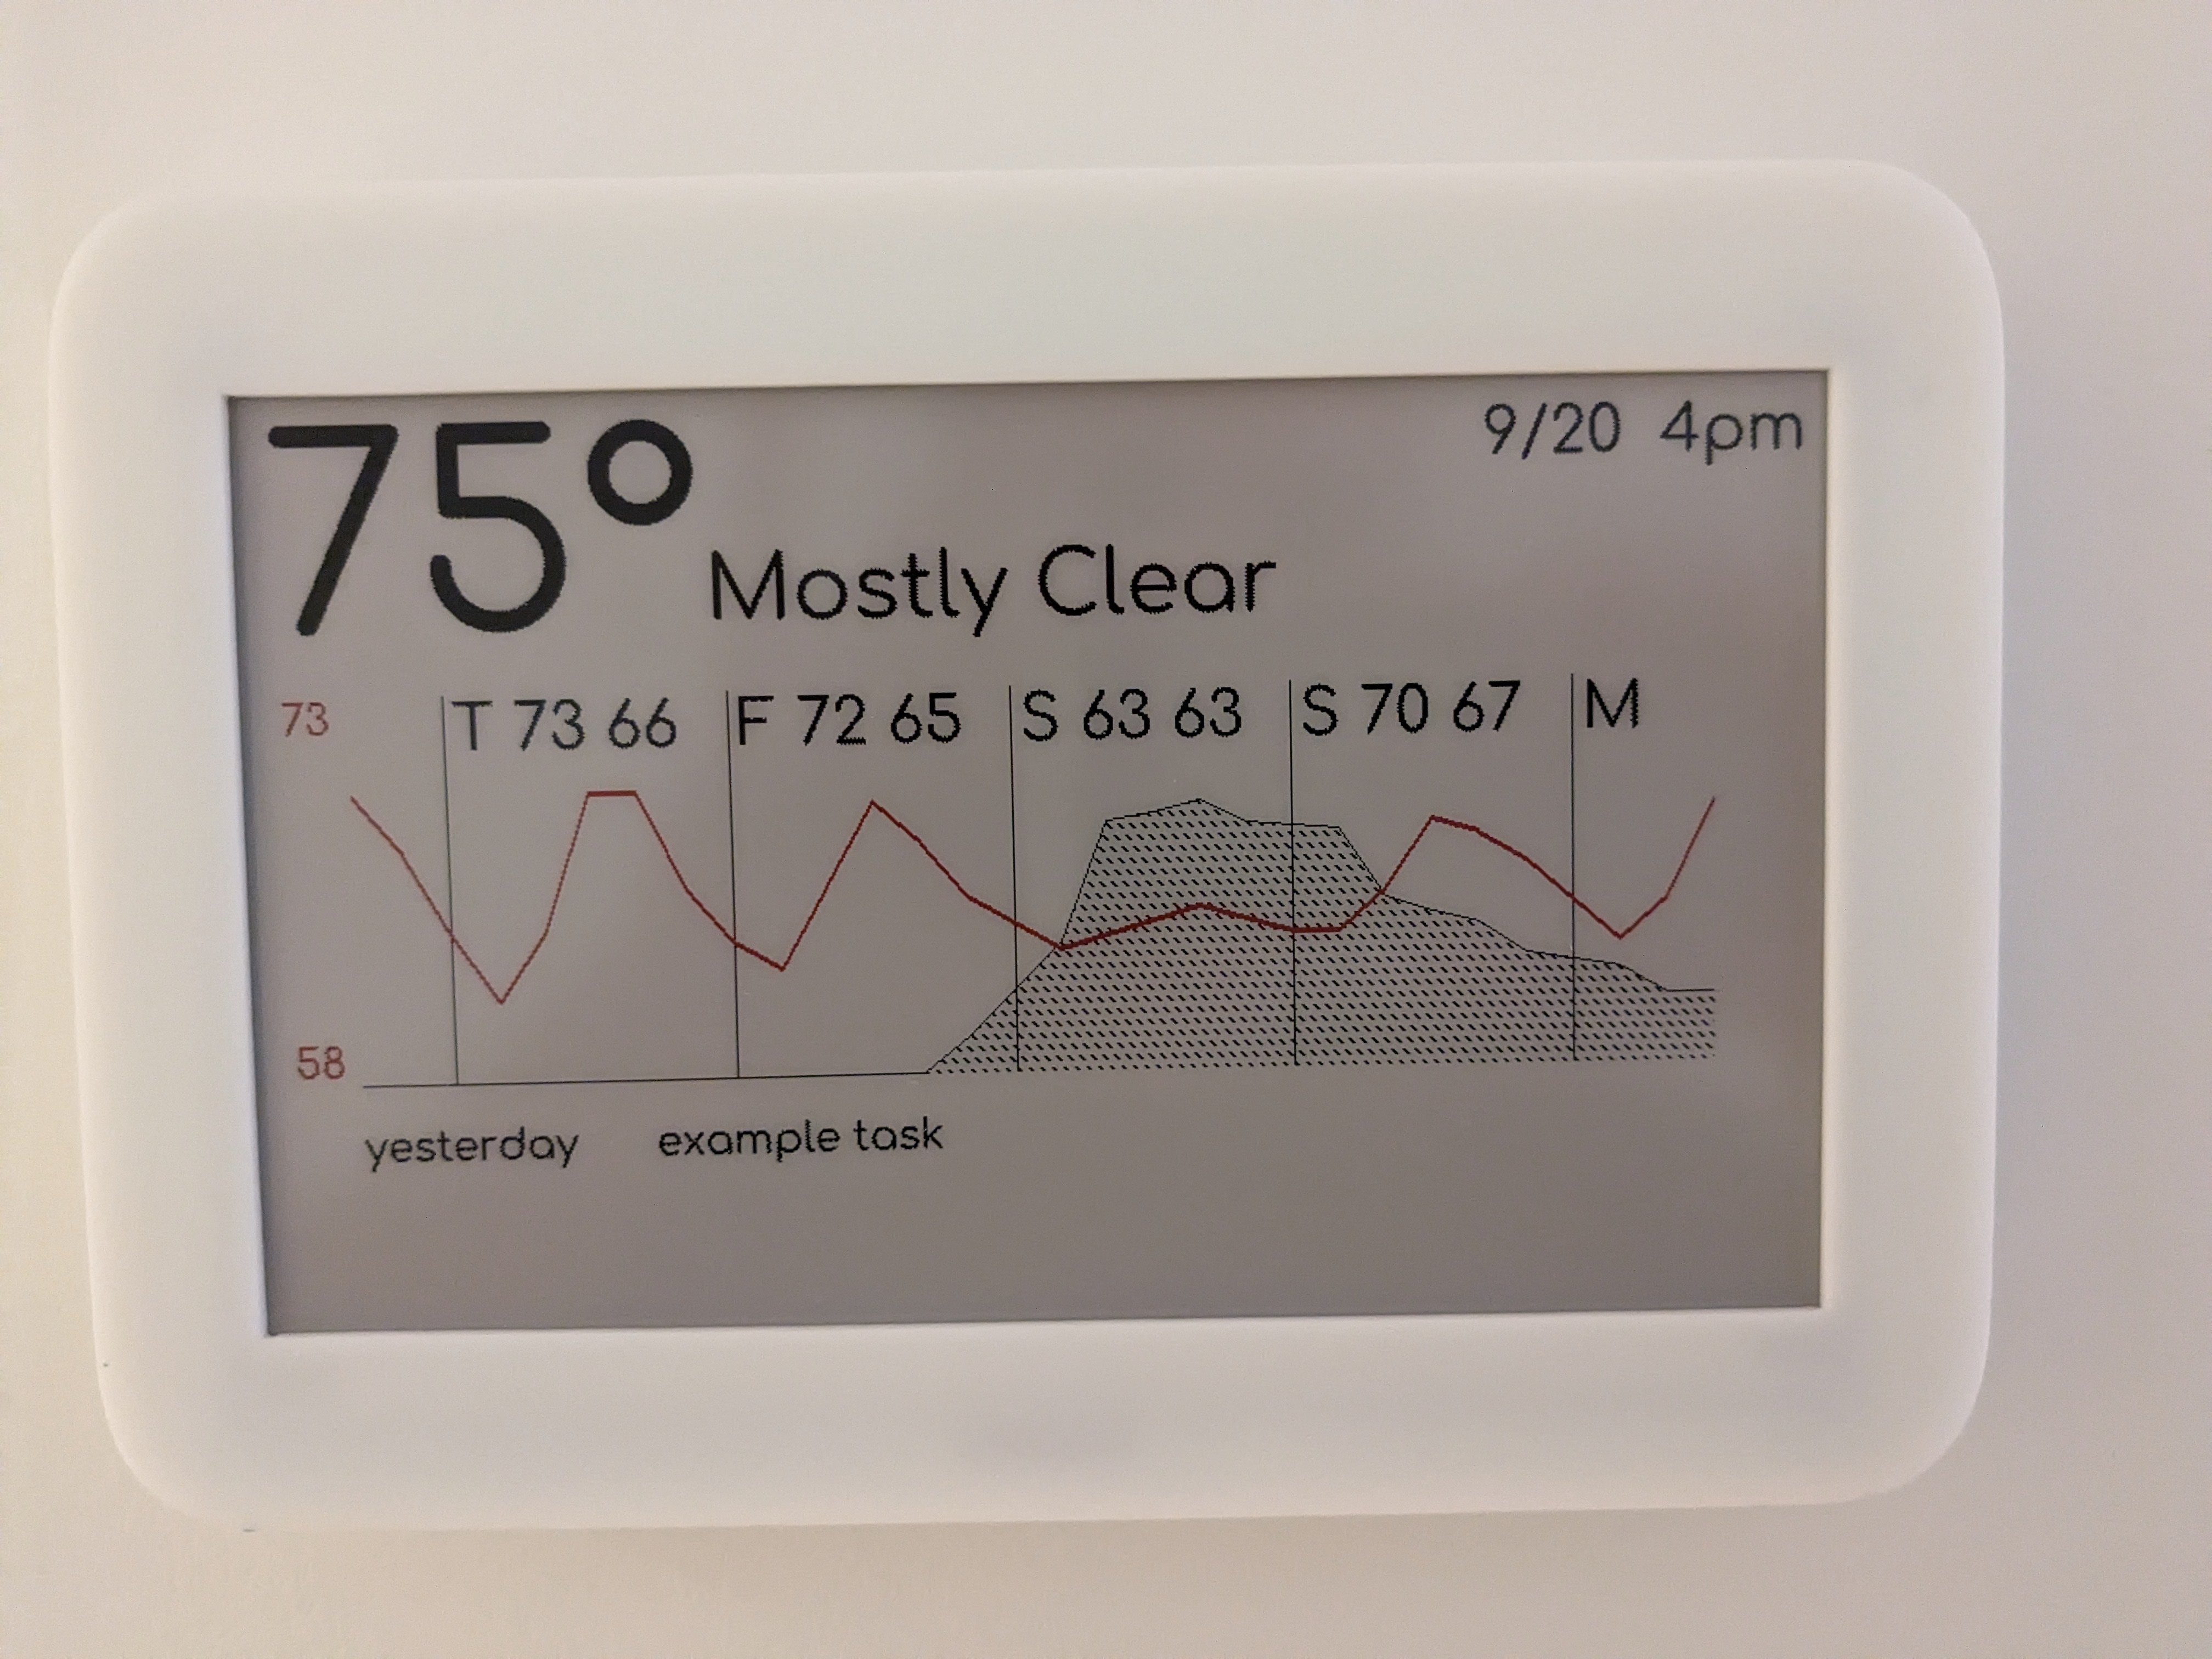 75°
9/20 4pm
Mostly Clear
73
T 73 66
F 72 65
S 63 63
S 70 67
M
58
yesterday example task